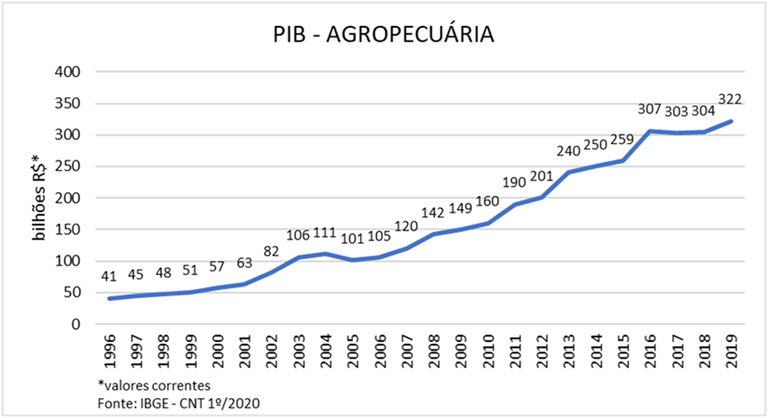 PIB - AGROPECUÁRIA
bilhões R$*
400
350
300
250
200
150
100
50
0
41 45 48 51 57 63 82 106 111 101 105 120 142 149 160 190 201 240 250 259 307 303 304 322
1996 1997 1998 1999 2000 2001 2002 2003 2004 2005 2006 2007 2008 2009 2010 2011 2012 2013 2014 2015 2016 2017 2018 2019
*valores correntes
Fonte: IBGE - CNT 1º/2020